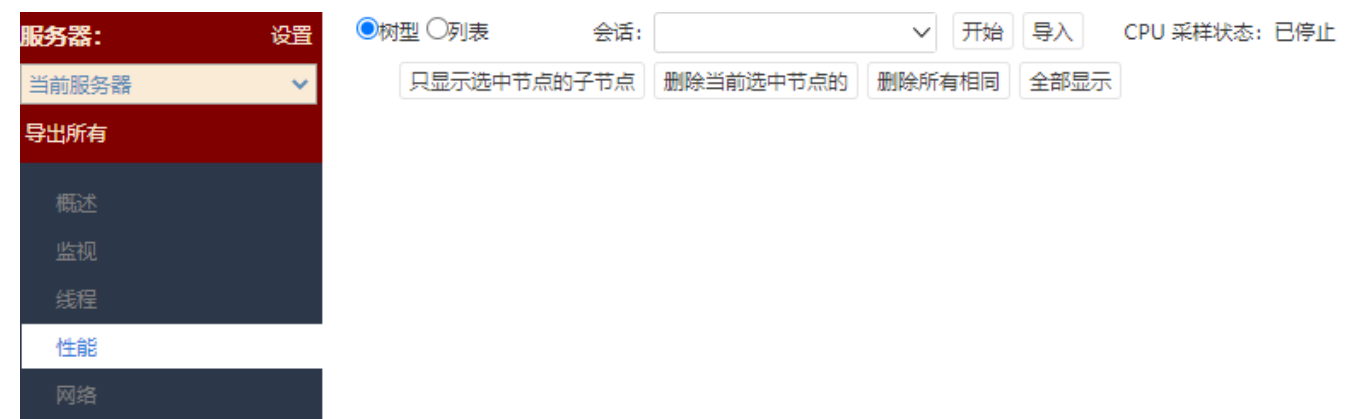 服务器： 设置
当前服务器
导出所有
概述
监视
线程
性能
网络
树型 列表 会话： 开始 导入 CPU 采样状态：已停止
只显示选中节点的子节点 删除当前选中节点的 删除所有相同 全部显示